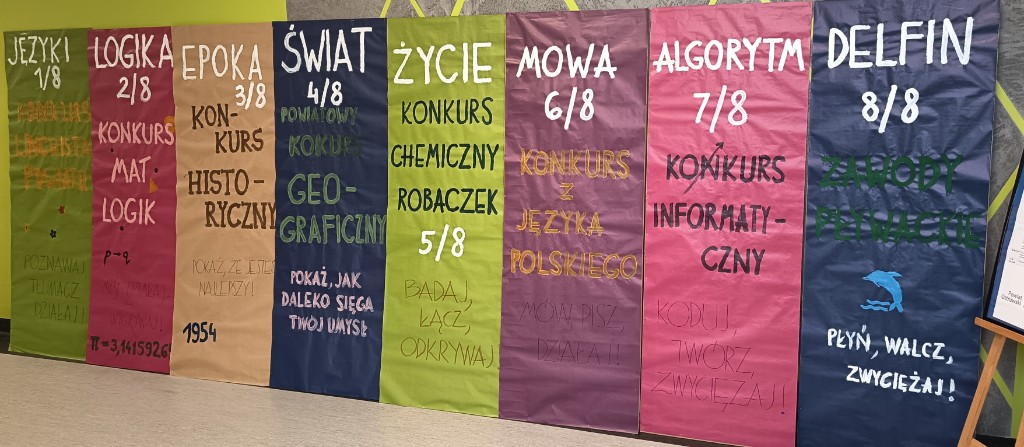 JĘZYKI
1/8
POZNAWAJ
TŁUMACZ
DZIAŁAJ!
LOGIKA
2/8
KONKURS
MAT
LOGIK
p→q
π=3,1415926
EPOKA
3/8
KON-
KURS
HISTO-
RYCZNY
POKAŻ, ŻE JESTEŚ
NAJLEPSZY!
1954
ŚWIAT
4/8
POWIATOWY
GEO-
GRAFICZNY
POKAŻ, JAK
DALEKO SIĘGA
TWÓJ UMYSŁ
ŻYCIE
KONKURS
CHEMICZNY
ROBACZEK
5/8
BADAJ,
ŁĄCZ,
ODKRYWAJ
MOWA
6/8
KONKURS
Z
JĘZYKA
POLSKIEGO
MÓW, PISZ,
DZIAŁAJ!
ALGORYTM
7/8
KONKURS
INFORMATY-
CZNY
KODUJ,
TWÓRZ,
ZWYCIĘŻAJ!
DELFIN
8/8
ZAWODY
PŁYWACKIE
PŁYŃ, WALCZ,
ZWYCIĘŻAJ!
Powiat